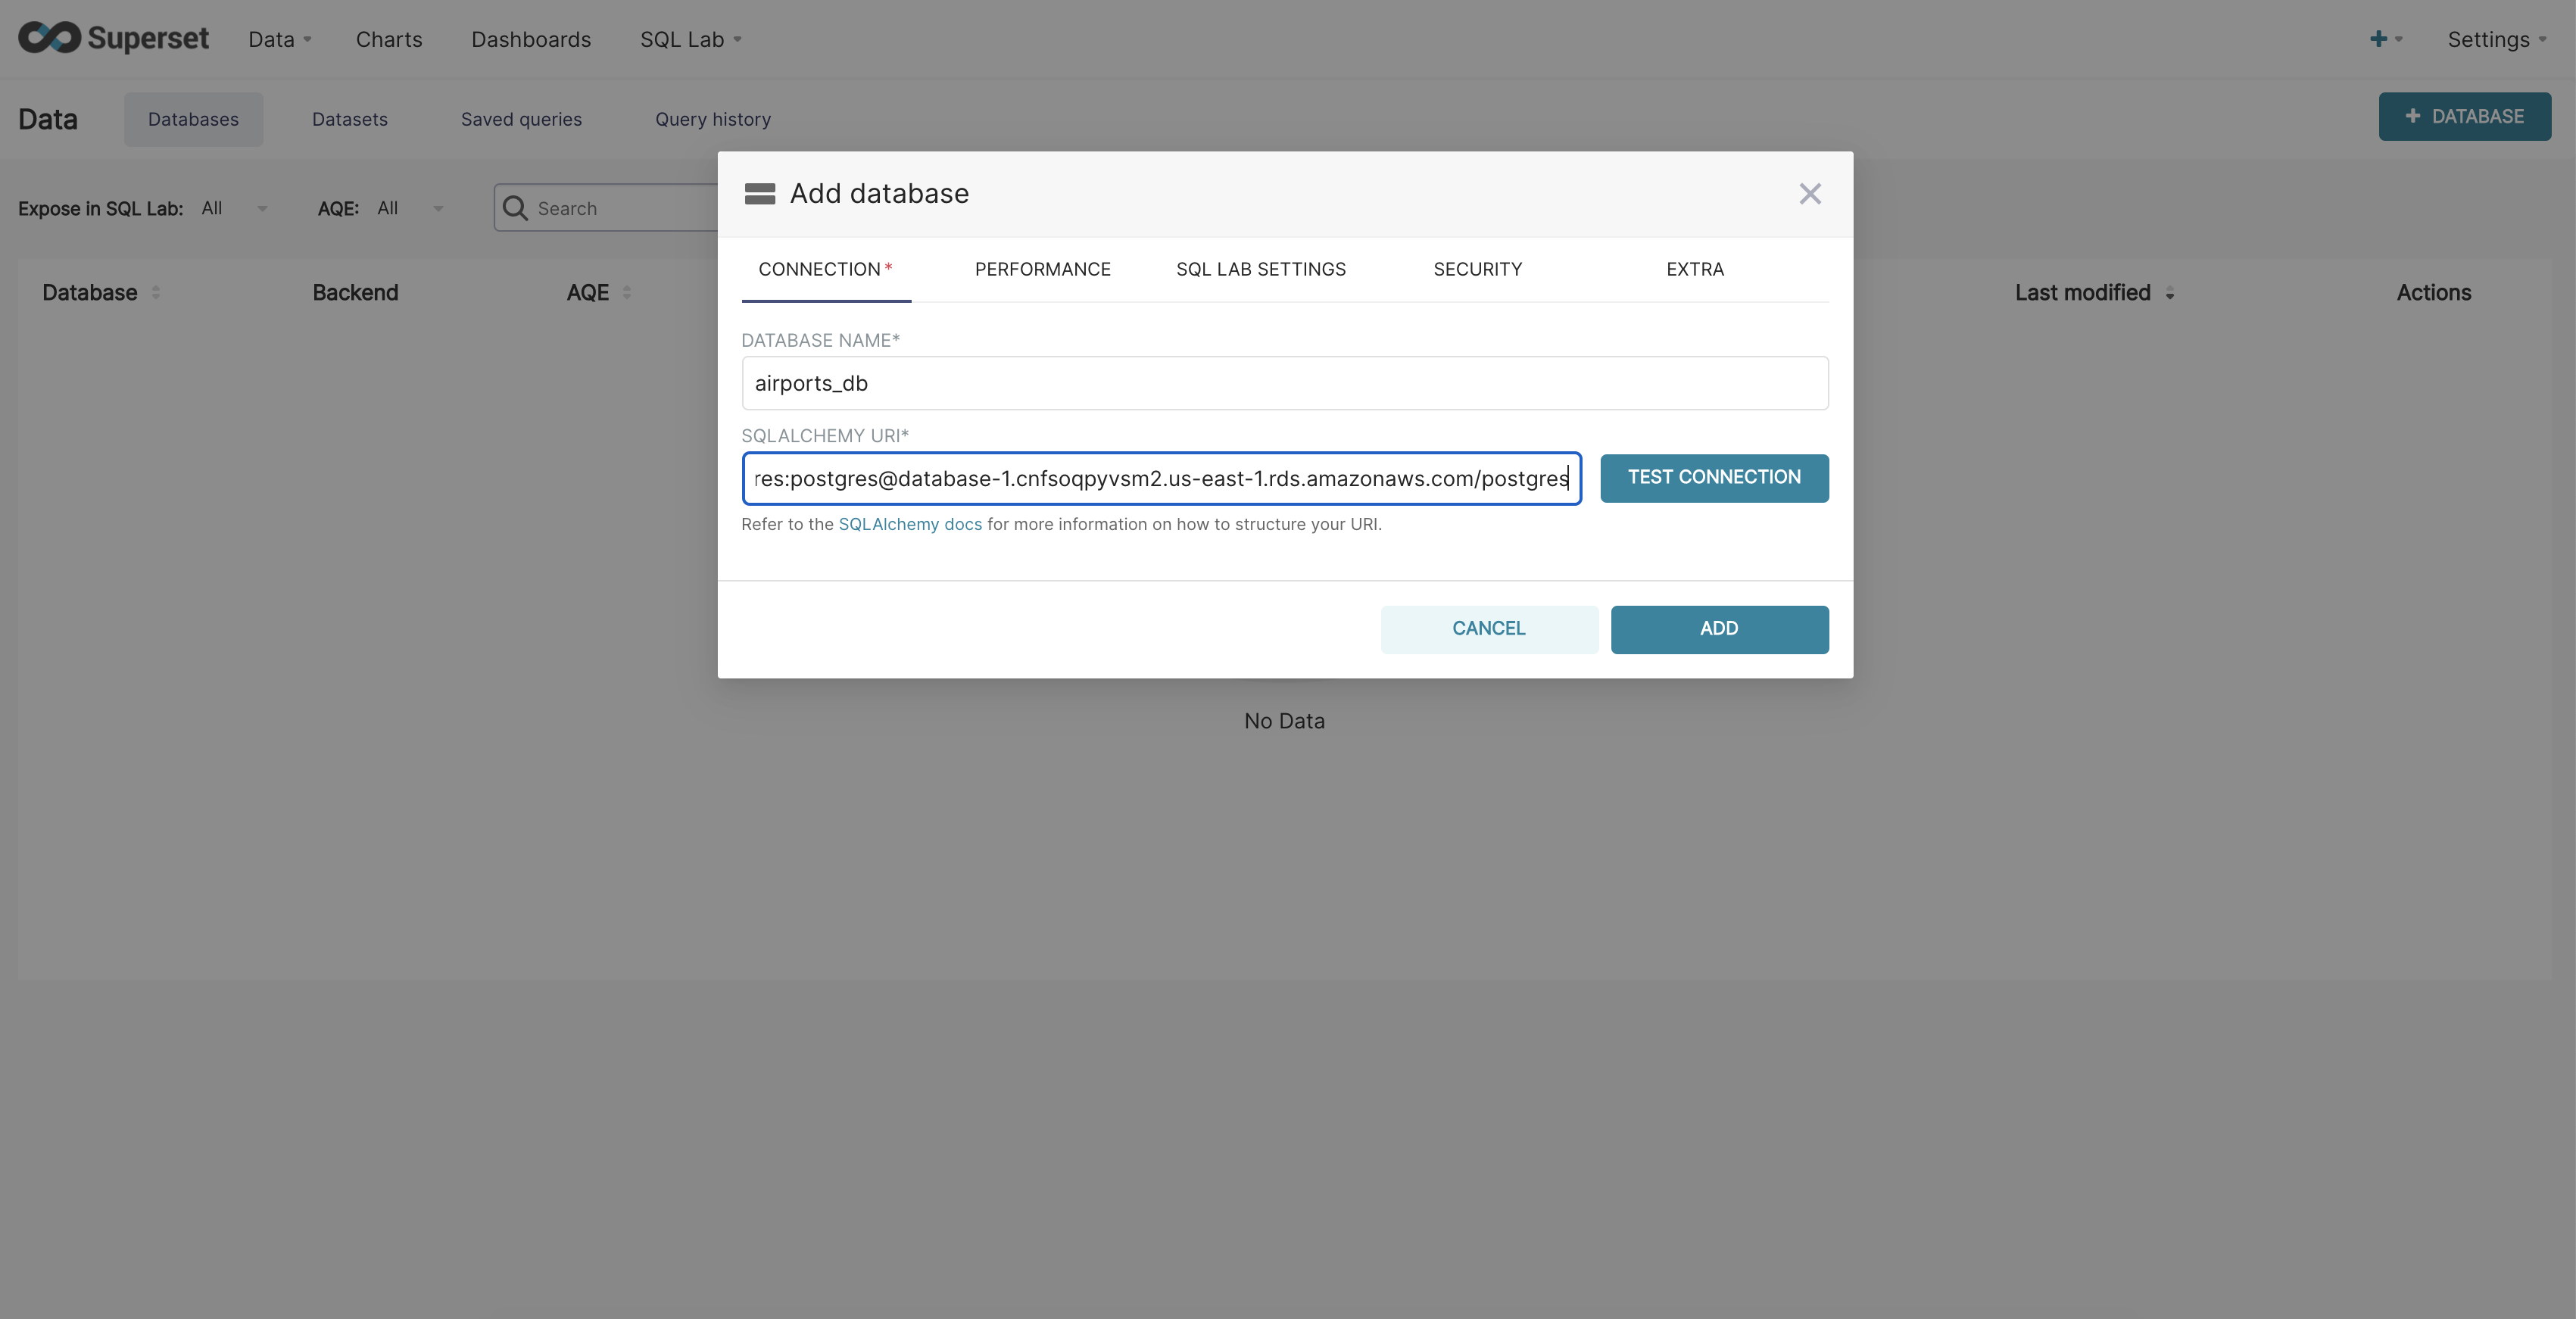 Superset Data Charts Dashboards SQL Lab Settings
Data Databases Datasets Saved queries Query history + DATABASE
Expose in SQL Lab: All AQE: All Search
Database Backend AQE Last modified Actions
Add database
CONNECTION * PERFORMANCE SQL LAB SETTINGS SECURITY EXTRA
DATABASE NAME*
airports_db
SQLALCHEMY URI*
res:postgres@database-1.cnfsoqpyvsm2.us-east-1.rds.amazonaws.com/postgres TEST CONNECTION
Refer to the SQLAlchemy docs for more information on how to structure your URI.
CANCEL ADD
No Data